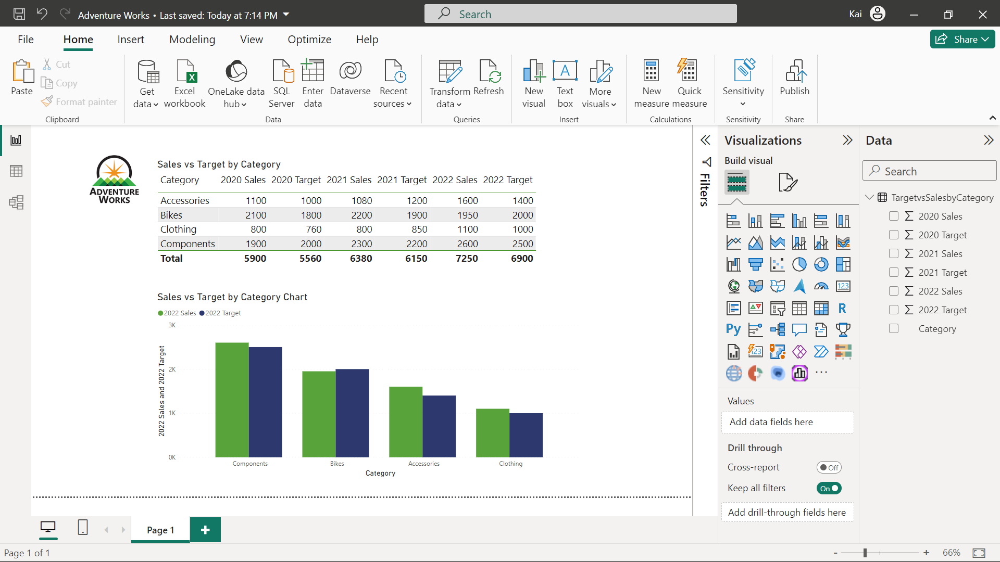 Adventure Works • Last saved: Today at 7:14 PM
Search
Kai
File Home Insert Modeling View Optimize Help
Share
Paste
Cut
Copy
Format painter
Clipboard
Get data
Excel workbook
OneLake data hub
SQL Server
Enter data
Dataverse
Recent sources
Data
Transform data
Refresh
Queries
New visual
Text box
More visuals
Insert
New measure
Quick measure
Calculations
Sensitivity
Sensitivity
Publish
Share
ADVENTURE
WORKS
Sales vs Target by Category
Category 2020 Sales 2020 Target 2021 Sales 2021 Target 2022 Sales 2022 Target
Accessories 1100 1000 1080 1200 1600 1400
Bikes 2100 1800 2200 1900 1950 2000
Clothing 800 760 800 850 1100 1000
Components 1900 2000 2300 2200 2600 2500
Total 5900 5560 6380 6150 7250 6900
Sales vs Target by Category Chart
2022 Sales 2022 Target
2022 Sales and 2022 Target
3K
2K
1K
0K
Components Bikes Accessories Clothing
Category
Filters
Visualizations
Build visual
123
R
Py
123
Values
Add data fields here
Drill through
Cross-report Off
Keep all filters On
Add drill-through fields here
Data
Search
TargetvsSalesbyCategory
2020 Sales
2020 Target
2021 Sales
2021 Target
2022 Sales
2022 Target
Category
Page 1
Page 1 of 1
- + 66%